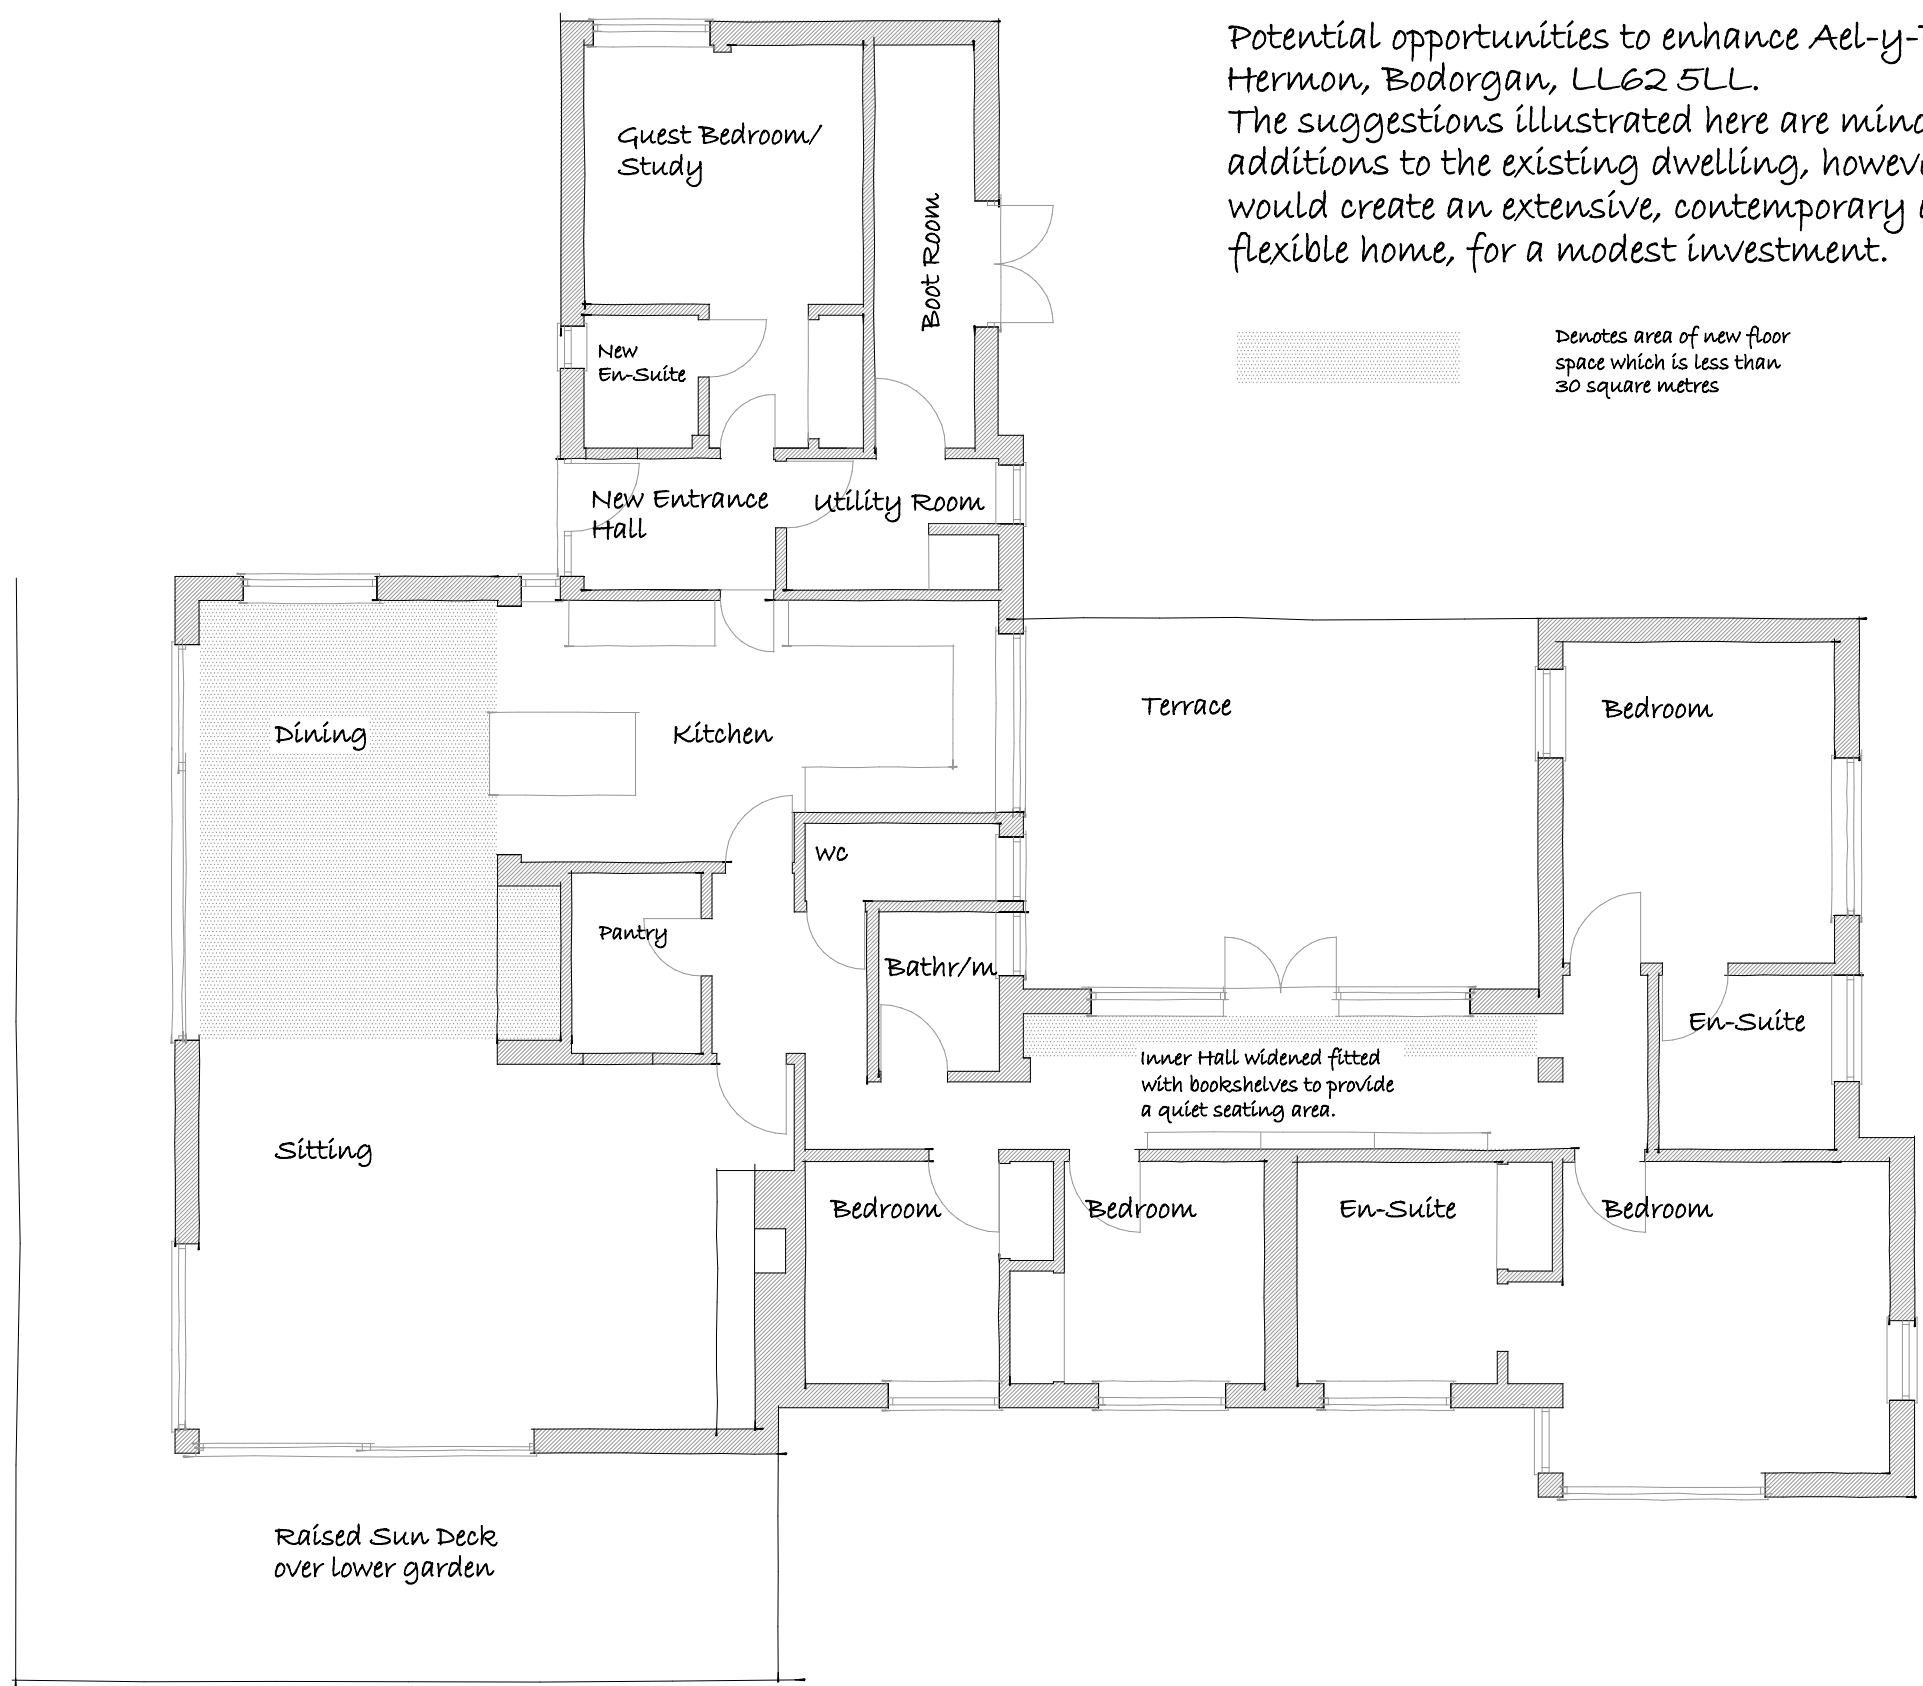 Potential opportunities to enhance Ael-y-
Hermon, Bodorgan, LL62 5LL.
The suggestions illustrated here are
additions to the existing dwelling,
would create an extensive, contemporary
flexible home, for a modest investment.
Denotes area of new floor
space which is less than
30 square metres
Guest Bedroom/
Study
Boot Room
New
En-Suite
New Entrance
Hall
Utility Room
Dining
Kitchen
Terrace
Bedroom
WC
Pantry
Bathr/m
En-Suite
Inner Hall widened fitted
with bookshelves to provide
a quiet seating area.
Sitting
Bedroom
Bedroom
En-Suite
Bedroom
Raised Sun Deck
over lower garden